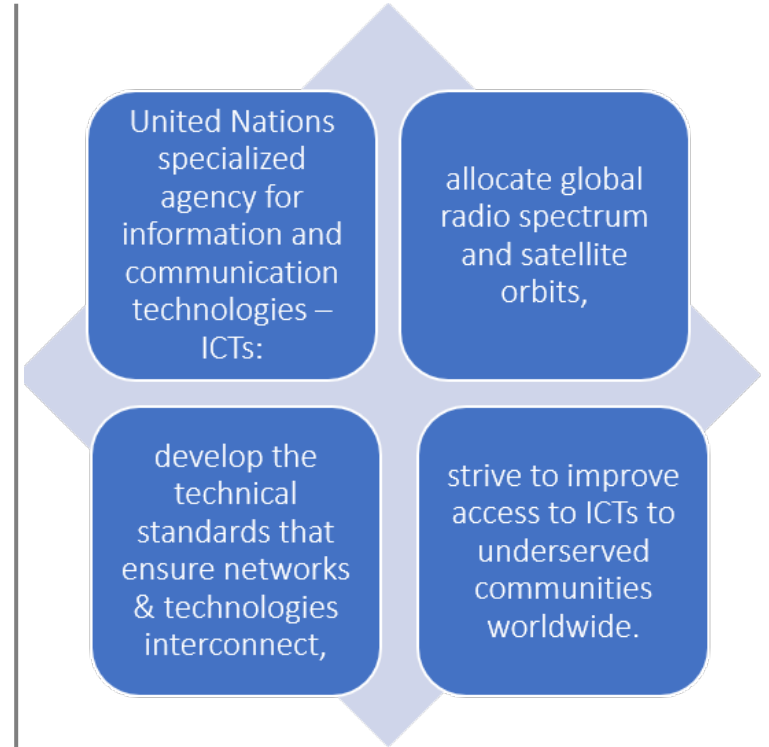 United Nations
specialized
agency for
information and
communication
technologies –
ICTs:
allocate global
radio spectrum
and satellite
orbits,
develop the
technical
standards that
ensure networks
& technologies
interconnect,
strive to improve
access to ICTs to
underserved
communities
worldwide.